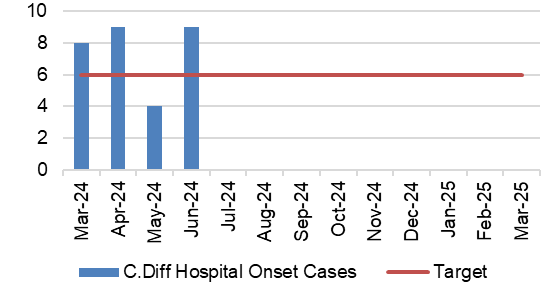 10
8
6
4
2
0
Mar-24
Apr-24
May-24
Jun-24
Jul-24
Aug-24
Sep-24
Oct-24
Nov-24
Dec-24
Jan-25
Feb-25
Mar-25
C.Diff Hospital Onset Cases
Target